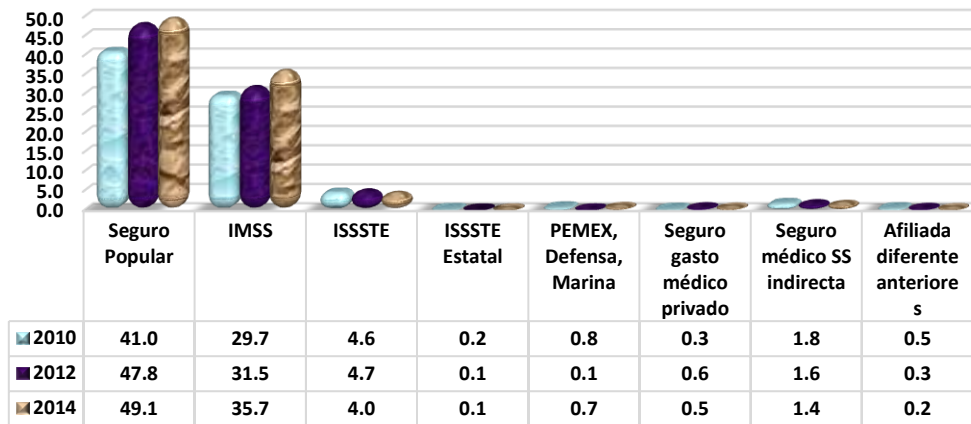 50.0
45.0
40.0
35.0
30.0
25.0
20.0
15.0
10.0
5.0
0.0
Seguro Popular
IMSS
ISSSTE
ISSSTE Estatal
PEMEX, Defensa, Marina
Seguro gasto médico privado
Seguro médico SS indirecta
Afiliada diferente anteriore s
2010 41.0 29.7 4.6 0.2 0.8 0.3 1.8 0.5
2012 47.8 31.5 4.7 0.1 0.1 0.6 1.6 0.3
2014 49.1 35.7 4.0 0.1 0.7 0.5 1.4 0.2